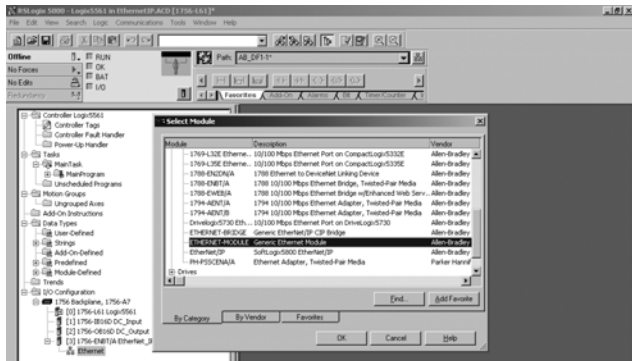 RSLogix 5000 - Logix5561 in EthernetIP.ACD [1756-L61]*
File Edit View Search Logic Communications Tools Window Help
Offline RUN Path: AB_DF1-1*
No Forces OK
No Edits BAT
Redundancy I/O
Favorites Add-On Alarms Bit Timer/Counter
Controller Logix5561
Controller Tags
Controller Fault Handler
Power-Up Handler
Tasks
MainTask
MainProgram
Unscheduled Programs
Motion Groups
Ungrouped Axes
Add-On Instructions
Data Types
User-Defined
Strings
Add-On-Defined
Predefined
Module-Defined
Trends
I/O Configuration
1756 Backplane, 1756-A7
[0] 1756-L61 Logix5561
[1] 1756-IB16D DC_Input
[2] 1756-OB16D DC_Output
[3] 1756-ENBT/A EtherNet_I
Ethernet
Select Module
Module Description Vendor
1769-L32E Etherne... 10/100 Mbps Ethernet Port on CompactLogix5332E Allen-Bradley
1769-L35E Etherne... 10/100 Mbps Ethernet Port on CompactLogix5335E Allen-Bradley
1788-EN2DN/A 1788 Ethernet to DeviceNet Linking Device Allen-Bradley
1788-ENBT/A 1788 10/100 Mbps Ethernet Bridge, Twisted-Pair Media Allen-Bradley
1788-EWEB/A 1788 10/100 Mbps Ethernet Bridge w/Enhanced Web Serv... Allen-Bradley
1794-AENT/A 1794 10/100 Mbps Ethernet Adapter, Twisted-Pair Media Allen-Bradley
1794-AENT/B 1794 10/100 Mbps Ethernet Adapter, Twisted-Pair Media Allen-Bradley
DriveLogix5730 Eth... 10/100 Mbps Ethernet Port on DriveLogix5730 Allen-Bradley
ETHERNET-BRIDGE Generic EtherNet/IP CIP Bridge Allen-Bradley
ETHERNET-MODULE Generic Ethernet Module Allen-Bradley
EtherNet/IP SoftLogix5800 EtherNet/IP Allen-Bradley
PH-PSSCENA/A Ethernet Adapter, Twisted-Pair Media Parker Hannif
Drives
Find... Add Favorite
By Category By Vendor Favorites
OK Cancel Help